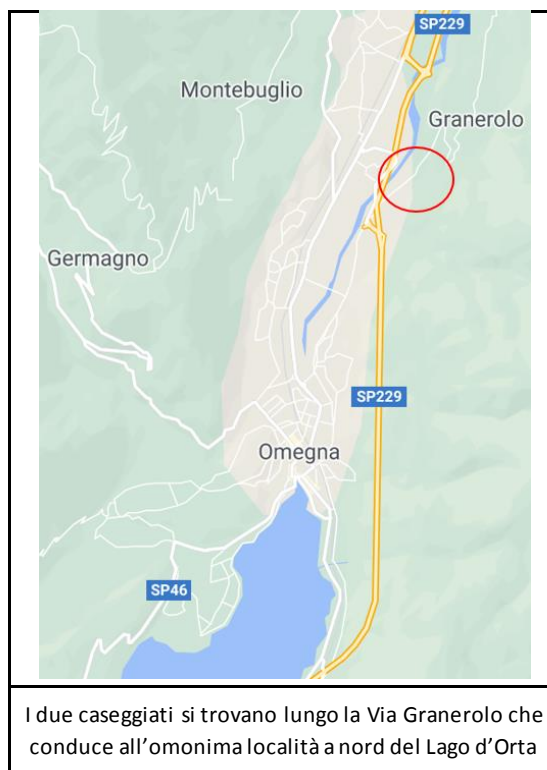 SP229
Montebuglio
Granerolo
Germagno
SP229
Omegna
SP46
I due caseggiati si trovano lungo la Via Granerolo che
conduce all’omonima località a nord del Lago d’Orta